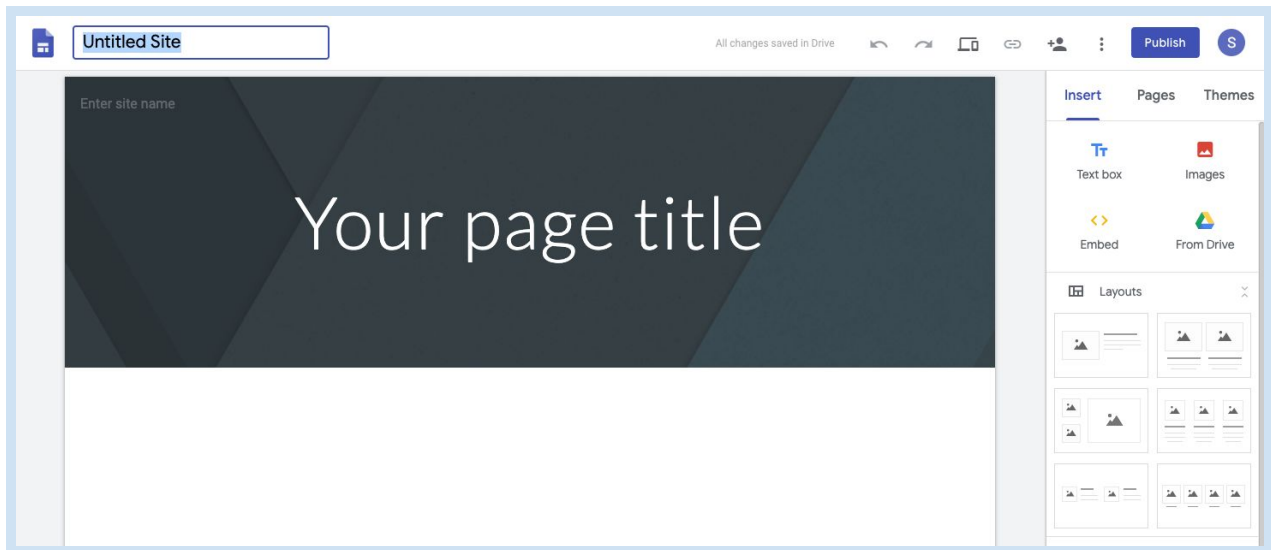 Untitled Site
All changes saved in Drive
Publish
S
Enter site name
Your page title
Insert Pages Themes
Text box Images
Embed From Drive
Layouts